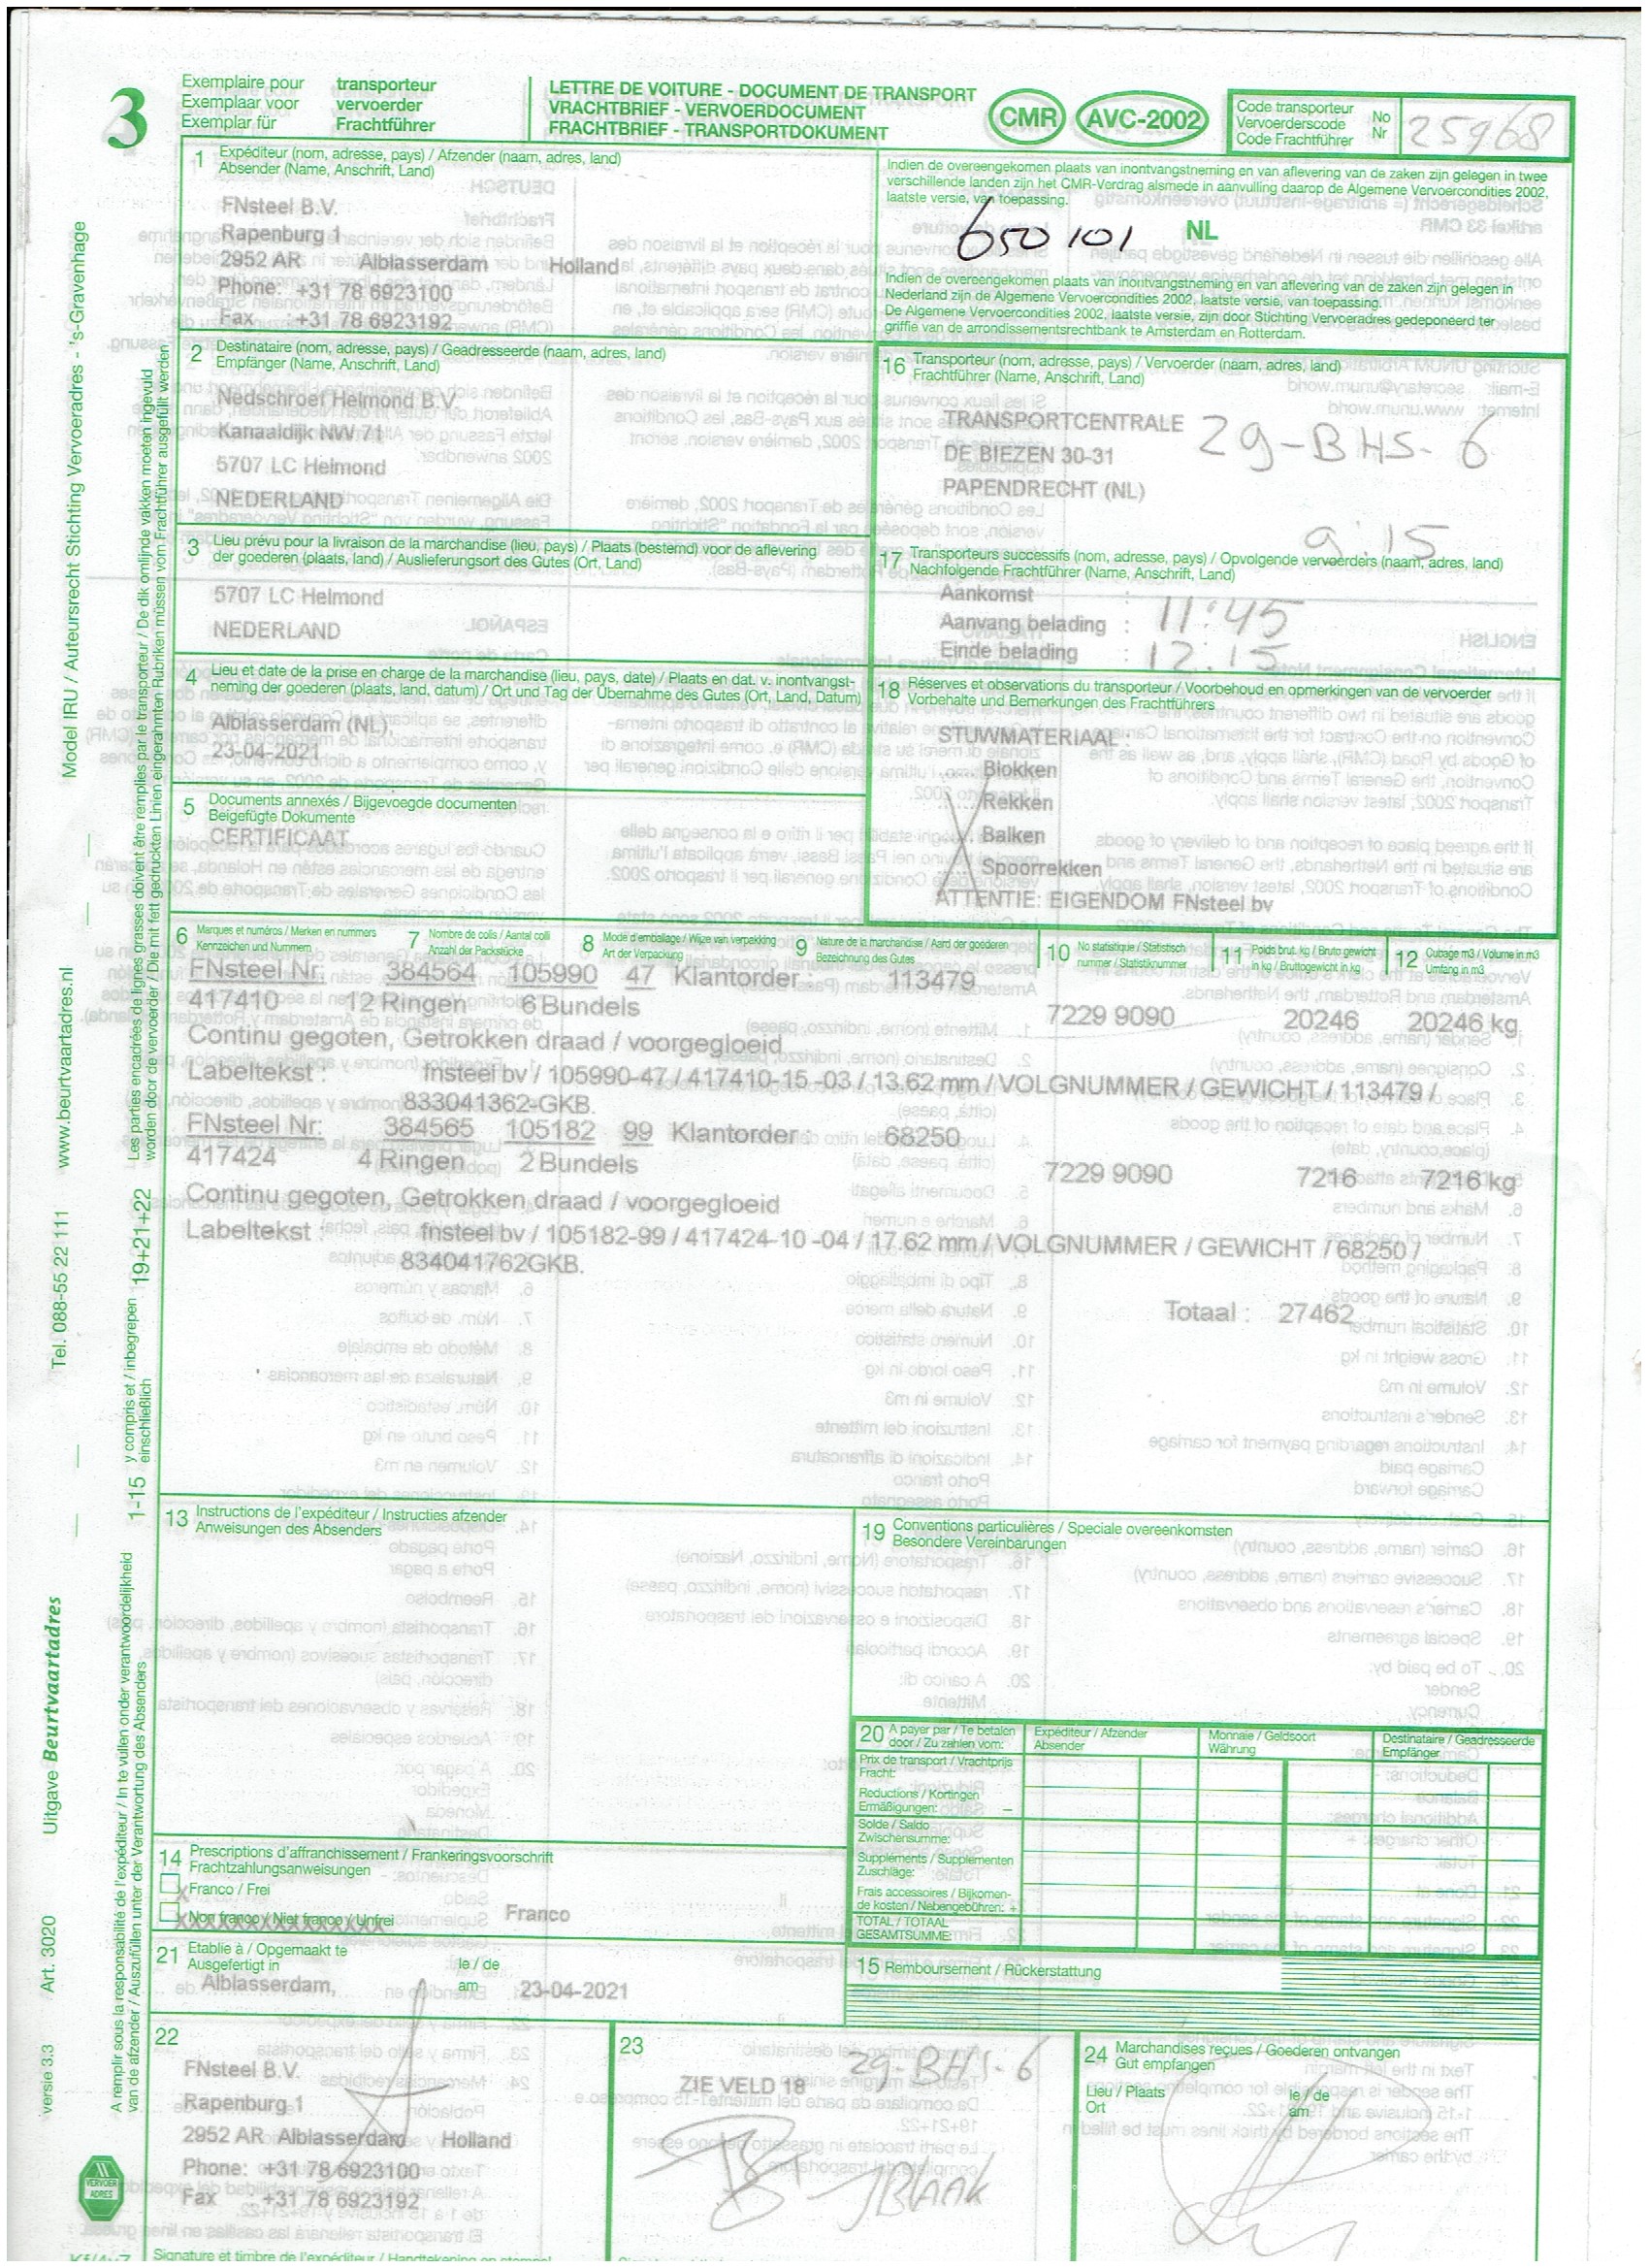 3
Exemplaire pour transporteur
Exemplaar voor vervoerder
Exemplar für Frachtführer
LETTRE DE VOITURE - DOCUMENT DE TRANSPORT
VRACHTBRIEF - VERVOERDOCUMENT
FRACHTBRIEF - TRANSPORTDOKUMENT
CMR
AVC-2002
Code transporteur
Vervoerderscode
Code Frachtführer
No
Nr
25968
1 Expéditeur (nom, adresse, pays) / Afzender (naam, adres, land)
Absender (Name, Anschrift, Land)
FNsteel B.V.
Rapenburg 1
2952 AR Alblasserdam Holland
Phone: +31 78 6923100
Fax : +31 78 6923192
Indien de overeengekomen plaats van inontvangstneming en van aflevering van de zaken zijn gelegen in twee
verschillende landen zijn het CMR-Verdrag alsmede in aanvulling daarop de Algemene Vervoercondities 2002,
laatste versie, van toepassing.
650101 NL
Indien de overeengekomen plaats van inontvangstneming en van aflevering van de zaken zijn gelegen in
Nederland zijn de Algemene Vervoercondities 2002, laatste versie, van toepassing.
De Algemene Vervoercondities 2002, laatste versie, zijn door Stichting Vervoeradres gedeponeerd ter
griffie van de arrondissementsrechtbank te Amsterdam en Rotterdam.
2 Destinataire (nom, adresse, pays) / Geadresseerde (naam, adres, land)
Empfänger (Name, Anschrift, Land)
Nedschroef Helmond B.V.
Kanaaldijk NW 71
5707 LC Helmond
NEDERLAND
16 Transporteur (nom, adresse, pays) / Vervoerder (naam, adres, land)
Frachtführer (Name, Anschrift, Land)
TRANSPORTCENTRALE
DE BIEZEN 30-31
PAPENDRECHT (NL)
29-BHS-6
3 Lieu prévu pour la livraison de la marchandise (lieu, pays) / Plaats (bestemd) voor de aflevering
der goederen (plaats, land) / Auslieferungsort des Gutes (Ort, Land)
5707 LC Helmond
NEDERLAND
9:15
17 Transporteurs successifs (nom, adresse, pays) / Opvolgende vervoerders (naam, adres, land)
Nachfolgende Frachtführer (Name, Anschrift, Land)
Aankomst :
Aanvang belading : 11:45
Einde belading : 12:15
4 Lieu et date de la prise en charge de la marchandise (lieu, pays, date) / Plaats en dat. v. inontvangst-
neming der goederen (plaats, land, datum) / Ort und Tag der Übernahme des Gutes (Ort, Land, Datum)
Alblasserdam (NL),
23-04-2021
18 Réserves et observations du transporteur / Voorbehoud en opmerkingen van de vervoerder
Vorbehalte und Bemerkungen des Frachtführers
STUWMATERIAAL :
Blokken
Rekken
Balken
Spoorrekken
ATTENTIE: EIGENDOM FNsteel bv
5 Documents annexés / Bijgevoegde documenten
Beigefügte Dokumente
CERTIFICAAT
6 Marques et numéros / Merken en nummers
Kennzeichen und Nummern
7 Nombre de colis / Aantal colli
Anzahl der Packstücke
8 Mode d'emballage / Wijze van verpakking
Art der Verpackung
9 Nature de la marchandise / Aard der goederen
Bezeichnung des Gutes
10 No statistique / Statistisch
nummer / Statistiknummer
11 Poids brut, kg / Bruto gewicht
in kg / Bruttogewicht in kg
12 Cubage m3 / Volume in m3
Umfang in m3
FNsteel Nr: 384564 105990 47 Klantorder : 113479
417410 12 Ringen 6 Bundels 7229 9090 20246 20246 kg
Continu gegoten, Getrokken draad / voorgegloeid
Labeltekst : fnsteel bv / 105990-47 / 417410-15 -03 / 13.62 mm / VOLGNUMMER / GEWICHT / 113479 /
833041362-GKB.
FNsteel Nr: 384565 105182 99 Klantorder : 68250
417424 4 Ringen 2 Bundels 7229 9090 7216 7216 kg
Continu gegoten, Getrokken draad / voorgegloeid
Labeltekst : fnsteel bv / 105182-99 / 417424-10 -04 / 17.62 mm / VOLGNUMMER / GEWICHT / 68250 /
834041762GKB.
Totaal : 27462
13 Instructions de l'expéditeur / Instructies afzender
Anweisungen des Absenders
19 Conventions particulières / Speciale overeenkomsten
Besondere Vereinbarungen
20 A payer par / Te betalen
door / Zu zahlen vom:
Expéditeur / Afzender
Absender
Monnaie / Geldsoort
Währung
Destinataire / Geadresseerde
Empfänger
Prix de transport / Vrachtprijs
Fracht:
Reductions / Kortingen
Ermäßigungen: –
Solde / Saldo
Zwischensumme:
Suppléments / Supplementen
Zuschläge:
Frais accessoires / Bijkomen-
de kosten / Nebengebühren: +
TOTAL / TOTAAL
GESAMTSUMME:
14 Prescriptions d'affranchissement / Frankeringsvoorschrift
Frachtzahlungsanweisungen
X Franco / Frei
Non franco / Niet franco / Unfrei
Franco
15 Remboursement / Rückerstattung
21 Etablie à / Opgemaakt te
Ausgefertigt in
le / de
am
Alblasserdam, 23-04-2021
22
FNsteel B.V.
Rapenburg 1
2952 AR Alblasserdam Holland
Phone: +31 78 6923100
Fax : +31 78 6923192
Signature et timbre de l'expéditeur / Handtekening en stempel
23
29-BHS-6
ZIE VELD 18
JBLAAK
24 Marchandises reçues / Goederen ontvangen
Gut empfangen
Lieu / Plaats
Ort
le / de
am
Model IRU / Auteursrecht Stichting Vervoeradres - 's-Gravenhage
www.beurtvaartadres.nl
Tel. 088-55 22 111
Uitgave Beurtvaartadres
Art. 3020
versie 3.3
Les parties encadrées de lignes grasses doivent être remplies par le transporteur / De dik omlijnde vakken moeten ingevuld
worden door de vervoerder / Die mit fett gedruckten Linien eingerahmten Rubriken müssen vom Frachtführer ausgefüllt werden.
1-15 y compris et / inbegrepen
einschließlich 19+21+22
A remplir sous la responsabilité de l'expéditeur / In te vullen onder verantwoordelijkheid
van de afzender / Auszufüllen unter der Verantwortung des Absenders
VERVOER
ADRES